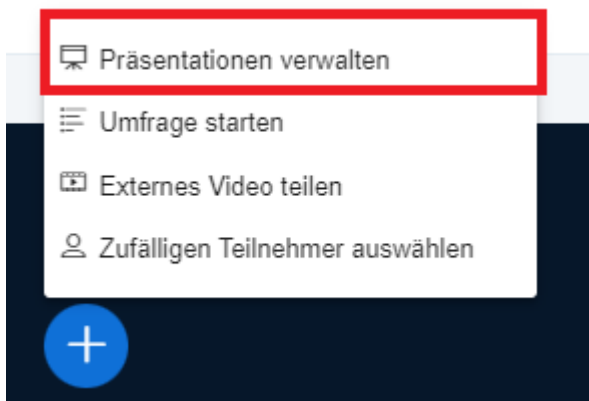 Präsentationen verwalten
Umfrage starten
Externes Video teilen
Zufälligen Teilnehmer auswählen